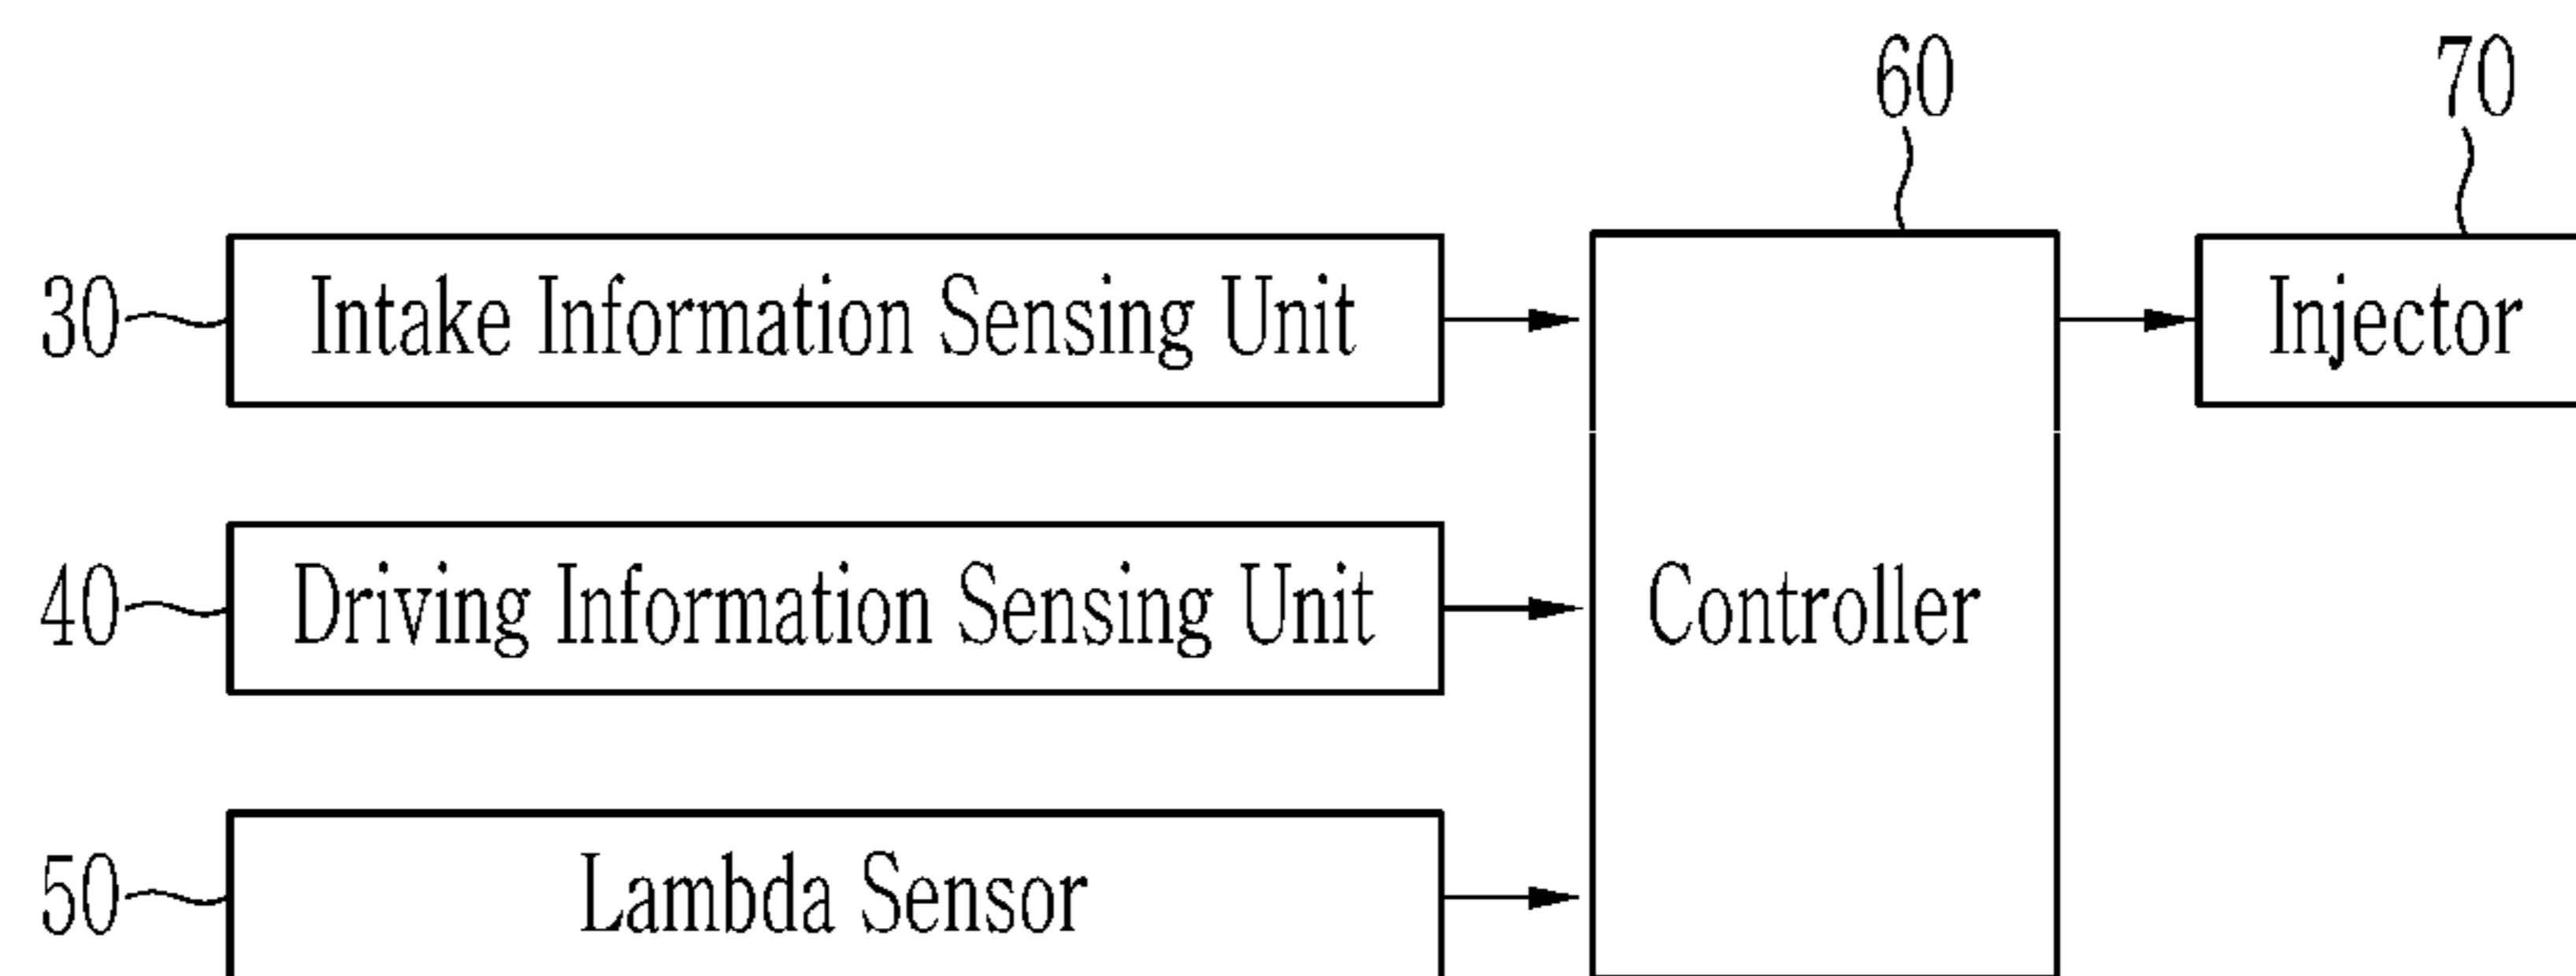 60
70
30
Intake Information Sensing Unit
Injector
40
Driving Information Sensing Unit
Controller
50
Lambda Sensor